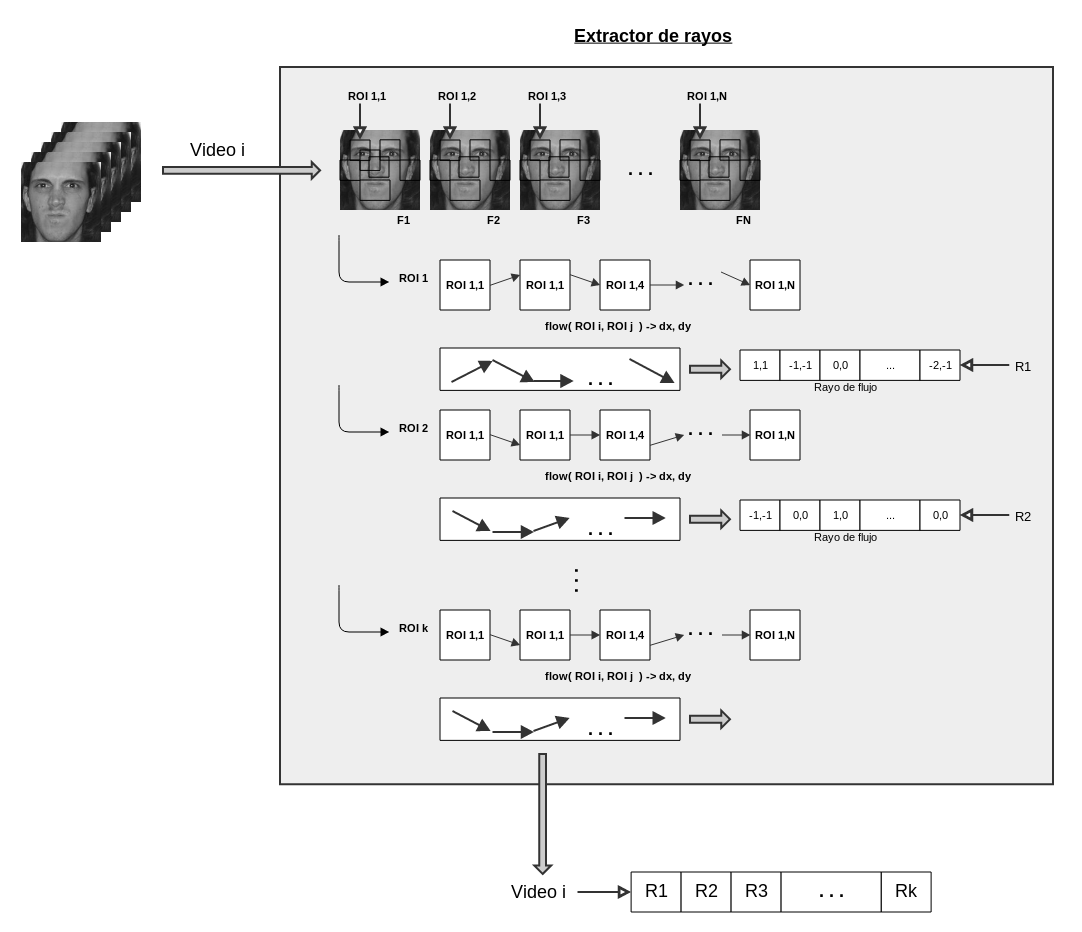 Extractor de rayos
ROI 1,1 ROI 1,2 ROI 1,3 ROI 1,N
Video i
. . .
F1 F2 F3 FN
ROI 1 ROI 1,1 ROI 1,1 ROI 1,4 . . . ROI 1,N
flow( ROI i, ROI j ) -> dx, dy
. . . 1,1 -1,-1 0,0 ... -2,-1 R1
Rayo de flujo
ROI 2 ROI 1,1 ROI 1,1 ROI 1,4 . . . ROI 1,N
flow( ROI i, ROI j ) -> dx, dy
. . . -1,-1 0,0 1,0 ... 0,0 R2
Rayo de flujo
. . .
ROI k ROI 1,1 ROI 1,1 ROI 1,4 . . . ROI 1,N
flow( ROI i, ROI j ) -> dx, dy
. . .
Video i R1 R2 R3 . . . Rk